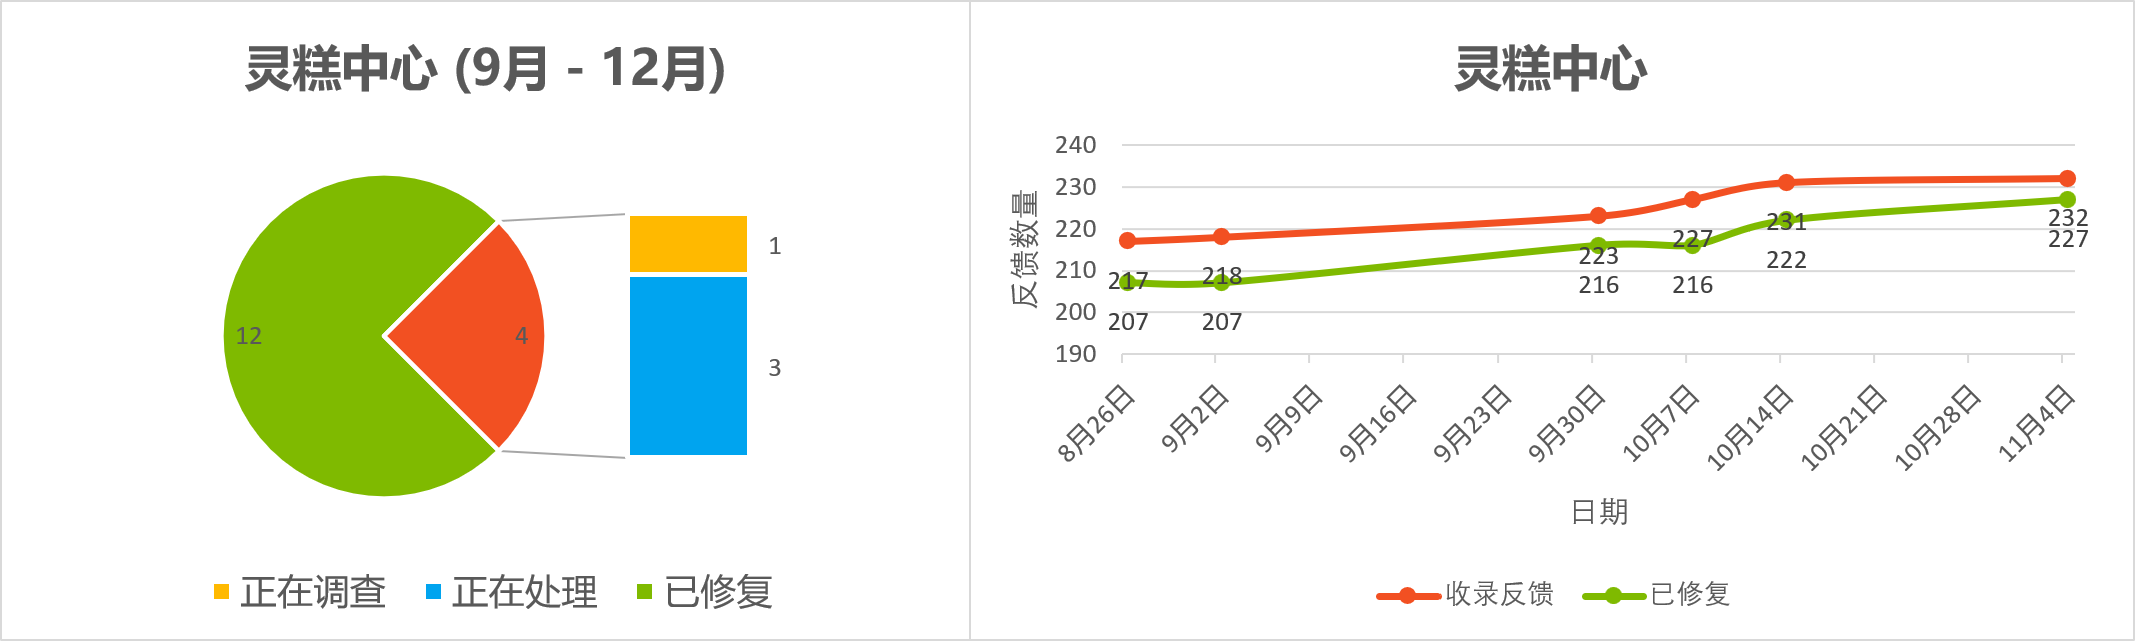 灵糕中心 (9月 - 12月)
12
4
1
3
正在调查
正在处理
已修复
灵糕中心
反馈数量
240
230
220
210
200
190
217
218
223
227
231
232
207
207
216
216
222
227
8月26日
9月2日
9月9日
9月16日
9月23日
9月30日
10月7日
10月14日
10月21日
10月28日
11月4日
日期
收录反馈
已修复